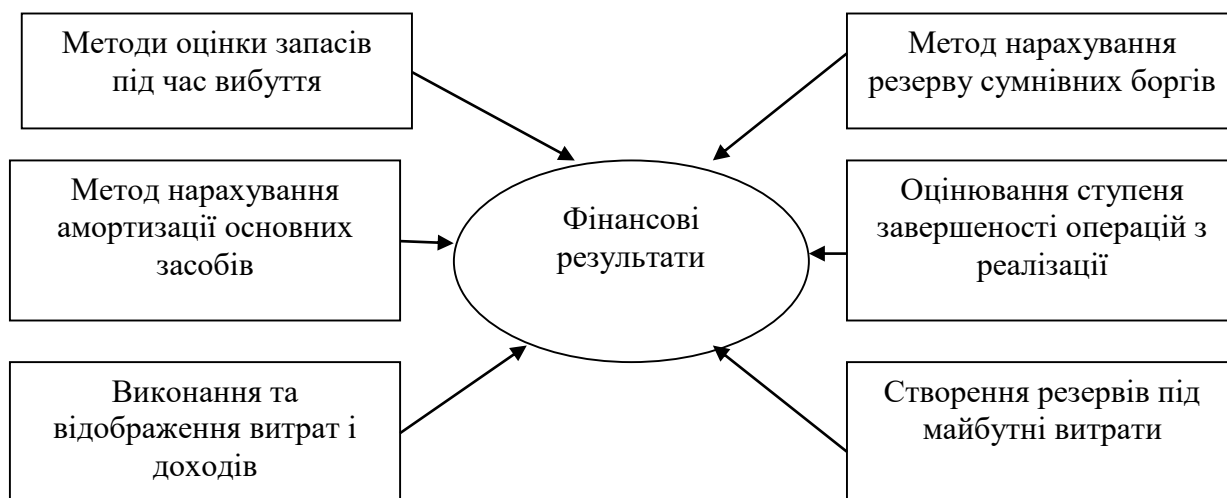 Методи оцінки запасів
під час вибуття
Метод нарахування
резерву сумнівних боргів
Метод нарахування
амортизації основних
засобів
Фінансові
результати
Оцінювання ступеня
завершеності операцій з
реалізації
Виконання та
відображення витрат і
доходів
Створення резервів під
майбутні витрати